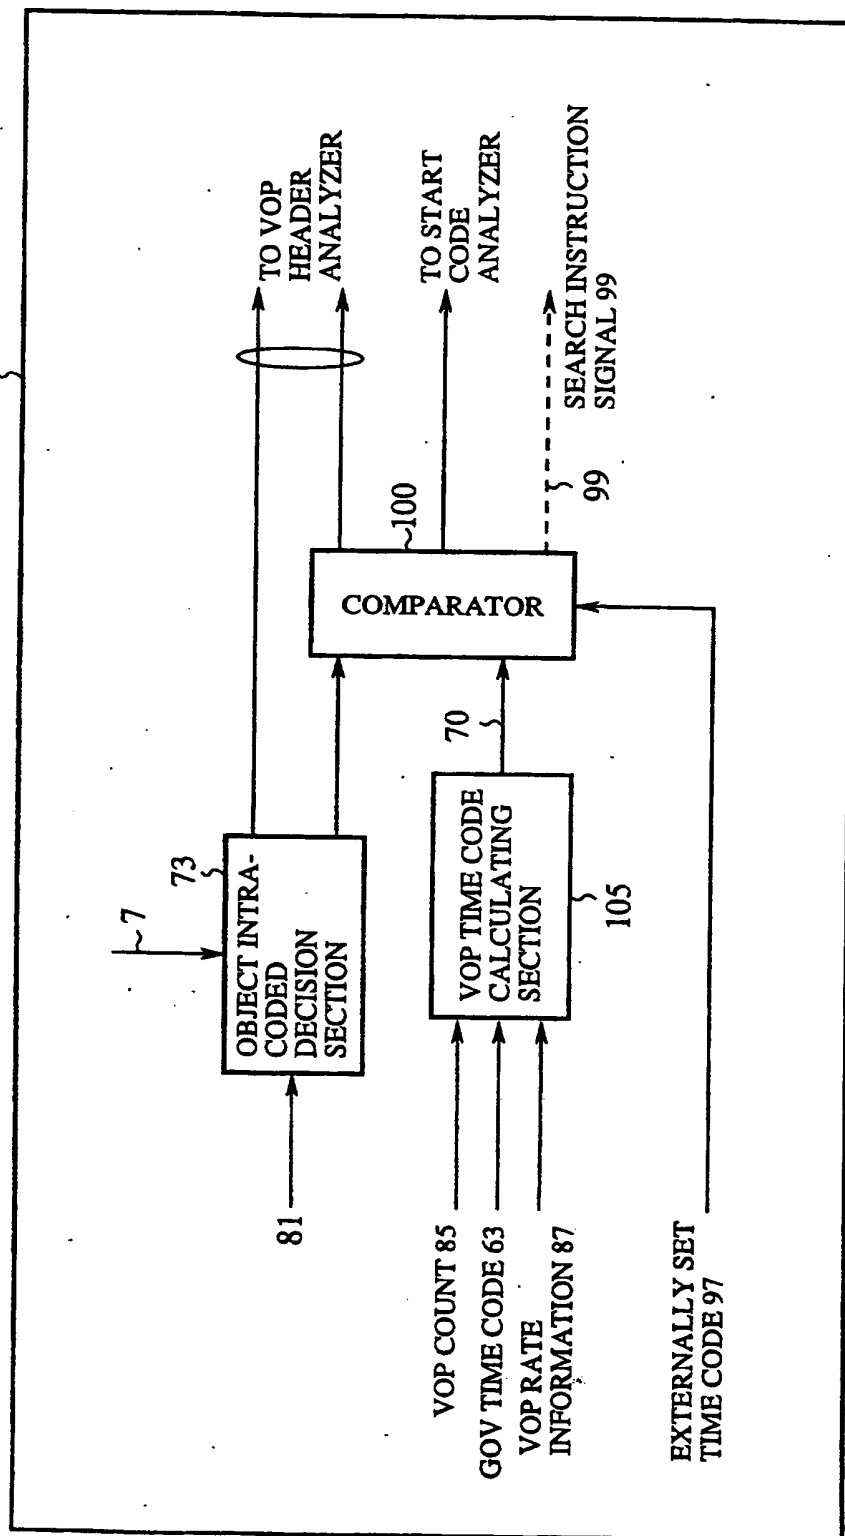 7
73
OBJECT INTRA-
CODED
DECISION
SECTION
81
TO VOP
HEADER
ANALYZER
100
COMPARATOR
TO START
CODE
ANALYZER
99
SEARCH INSTRUCTION
SIGNAL 99
70
VOP TIME CODE
CALCULATING
SECTION
105
VOP COUNT 85
GOV TIME CODE 63
VOP RATE
INFORMATION 87
EXTERNALLY SET
TIME CODE 97